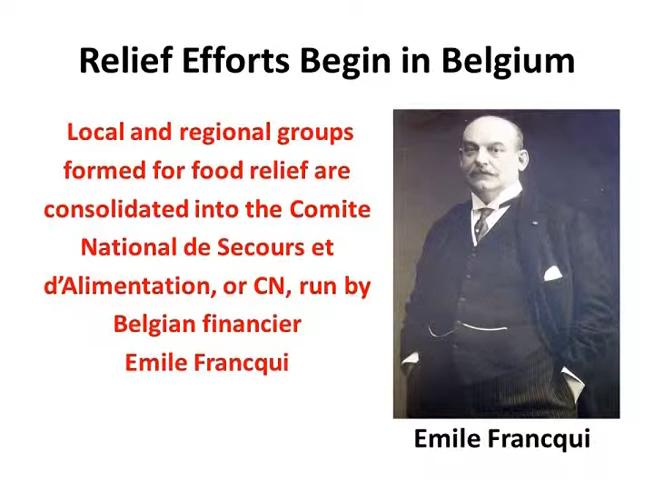 Relief Efforts Begin in Belgium
Local and regional groups
formed for food relief are
consolidated into the Comite
National de Secours et
d’Alimentation, or CN, run by
Belgian financier
Emile Francqui
Emile Francqui